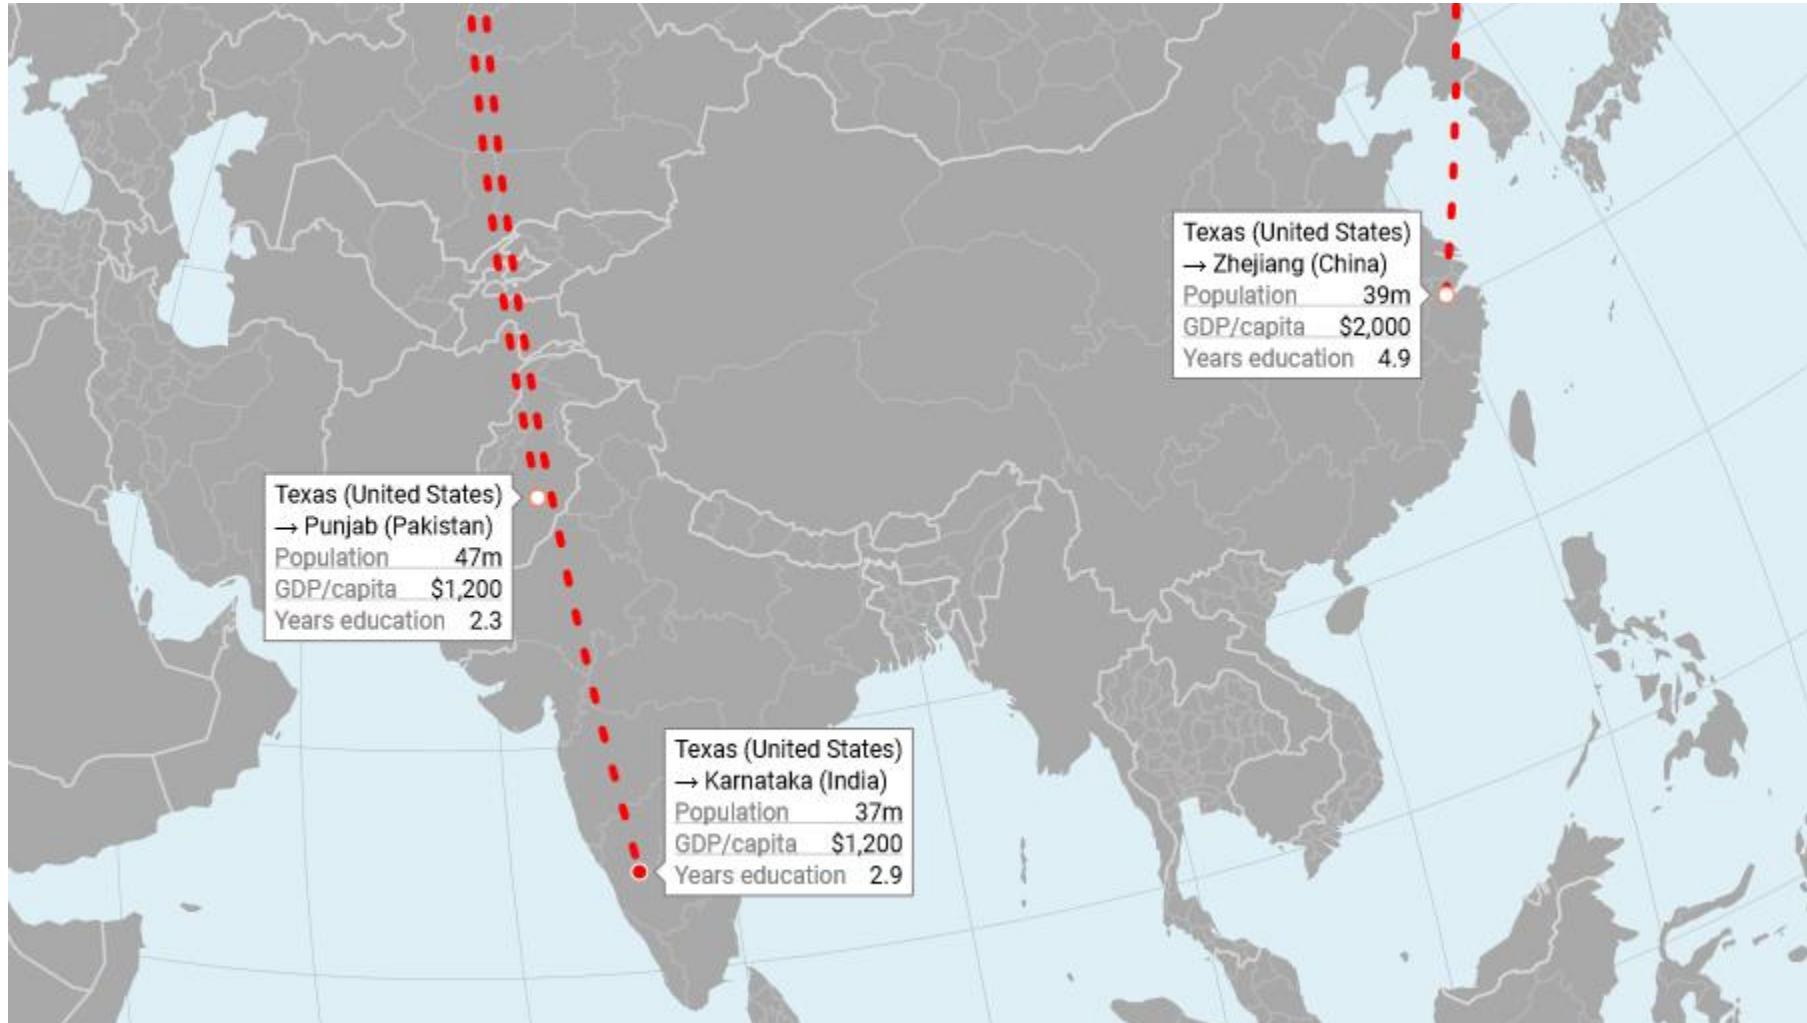 Texas (United States)
→ Zhejiang (China)
Population 39m
GDP/capita $2,000
Years education 4.9
Texas (United States)
→ Punjab (Pakistan)
Population 47m
GDP/capita $1,200
Years education 2.3
Texas (United States)
→ Karnataka (India)
Population 37m
GDP/capita $1,200
Years education 2.9